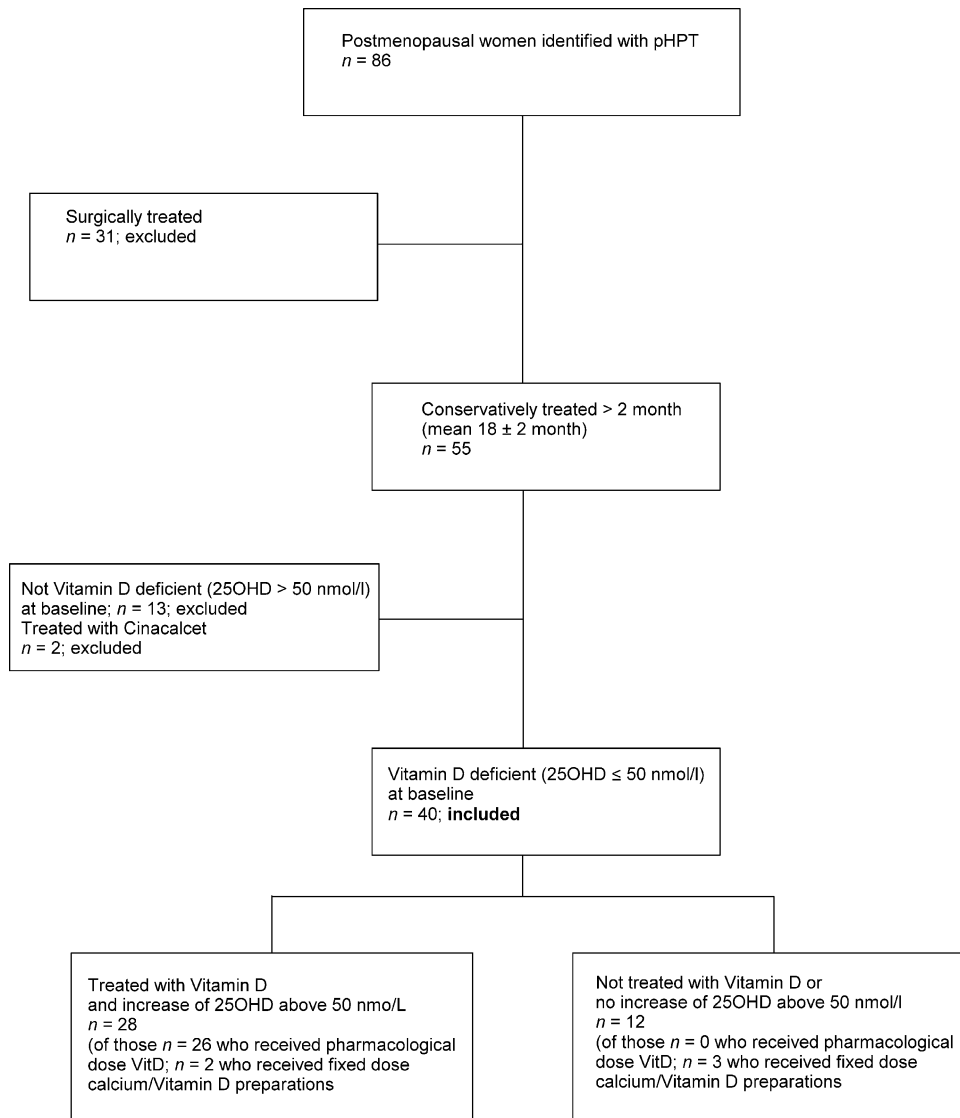 Postmenopausal women identified with pHPT
n = 86
Surgically treated
n = 31; excluded
Conservatively treated > 2 month
(mean 18 ± 2 month)
n = 55
Not Vitamin D deficient (25OHD > 50 nmol/l)
at baseline; n = 13; excluded
Treated with Cinacalcet
n = 2; excluded
Vitamin D deficient (25OHD ≤ 50 nmol/l)
at baseline
n = 40; included
Treated with Vitamin D
and increase of 25OHD above 50 nmo/L
n = 28
(of those n = 26 who received pharmacological
dose VitD; n = 2 who received fixed dose
calcium/Vitamin D preparations
Not treated with Vitamin D or
no increase of 25OHD above 50 nmol/l
n = 12
(of those n = 0 who received pharmacological
dose VitD; n = 3 who received fixed dose
calcium/Vitamin D preparations